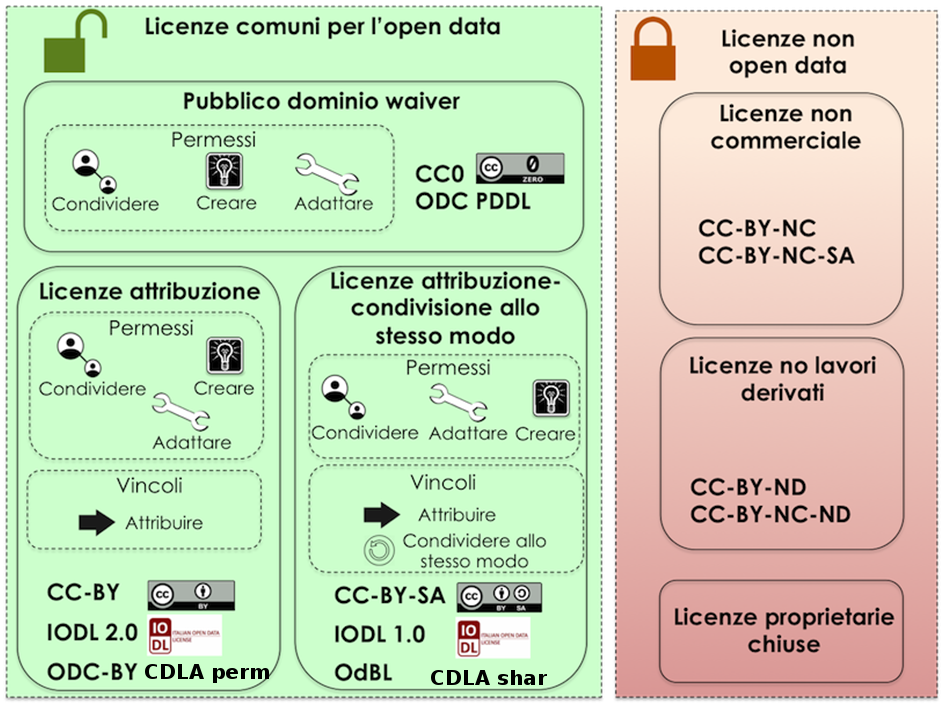 Licenze comuni per l’open data
Pubblico dominio waiver
Permessi
Condividere
Creare
Adattare
CC0
cc
0
ZERO
ODC PDDL
Licenze attribuzione
Permessi
Condividere
Creare
Adattare
Vincoli
Attribuire
CC-BY
cc
BY
IODL 2.0
IO
DL
ITALIAN OPEN DATA
LICENSE
ODC-BY CDLA perm
Licenze attribuzione-
condivisione allo
stesso modo
Permessi
Condividere Adattare Creare
Vincoli
Attribuire
Condividere allo
stesso modo
CC-BY-SA
cc
BY SA
IODL 1.0
IO
DL
ITALIAN OPEN DATA
LICENSE
OdBL
CDLA shar
Licenze non
open data
Licenze non
commerciale
CC-BY-NC
CC-BY-NC-SA
Licenze no lavori
derivati
CC-BY-ND
CC-BY-NC-ND
Licenze proprietarie
chiuse